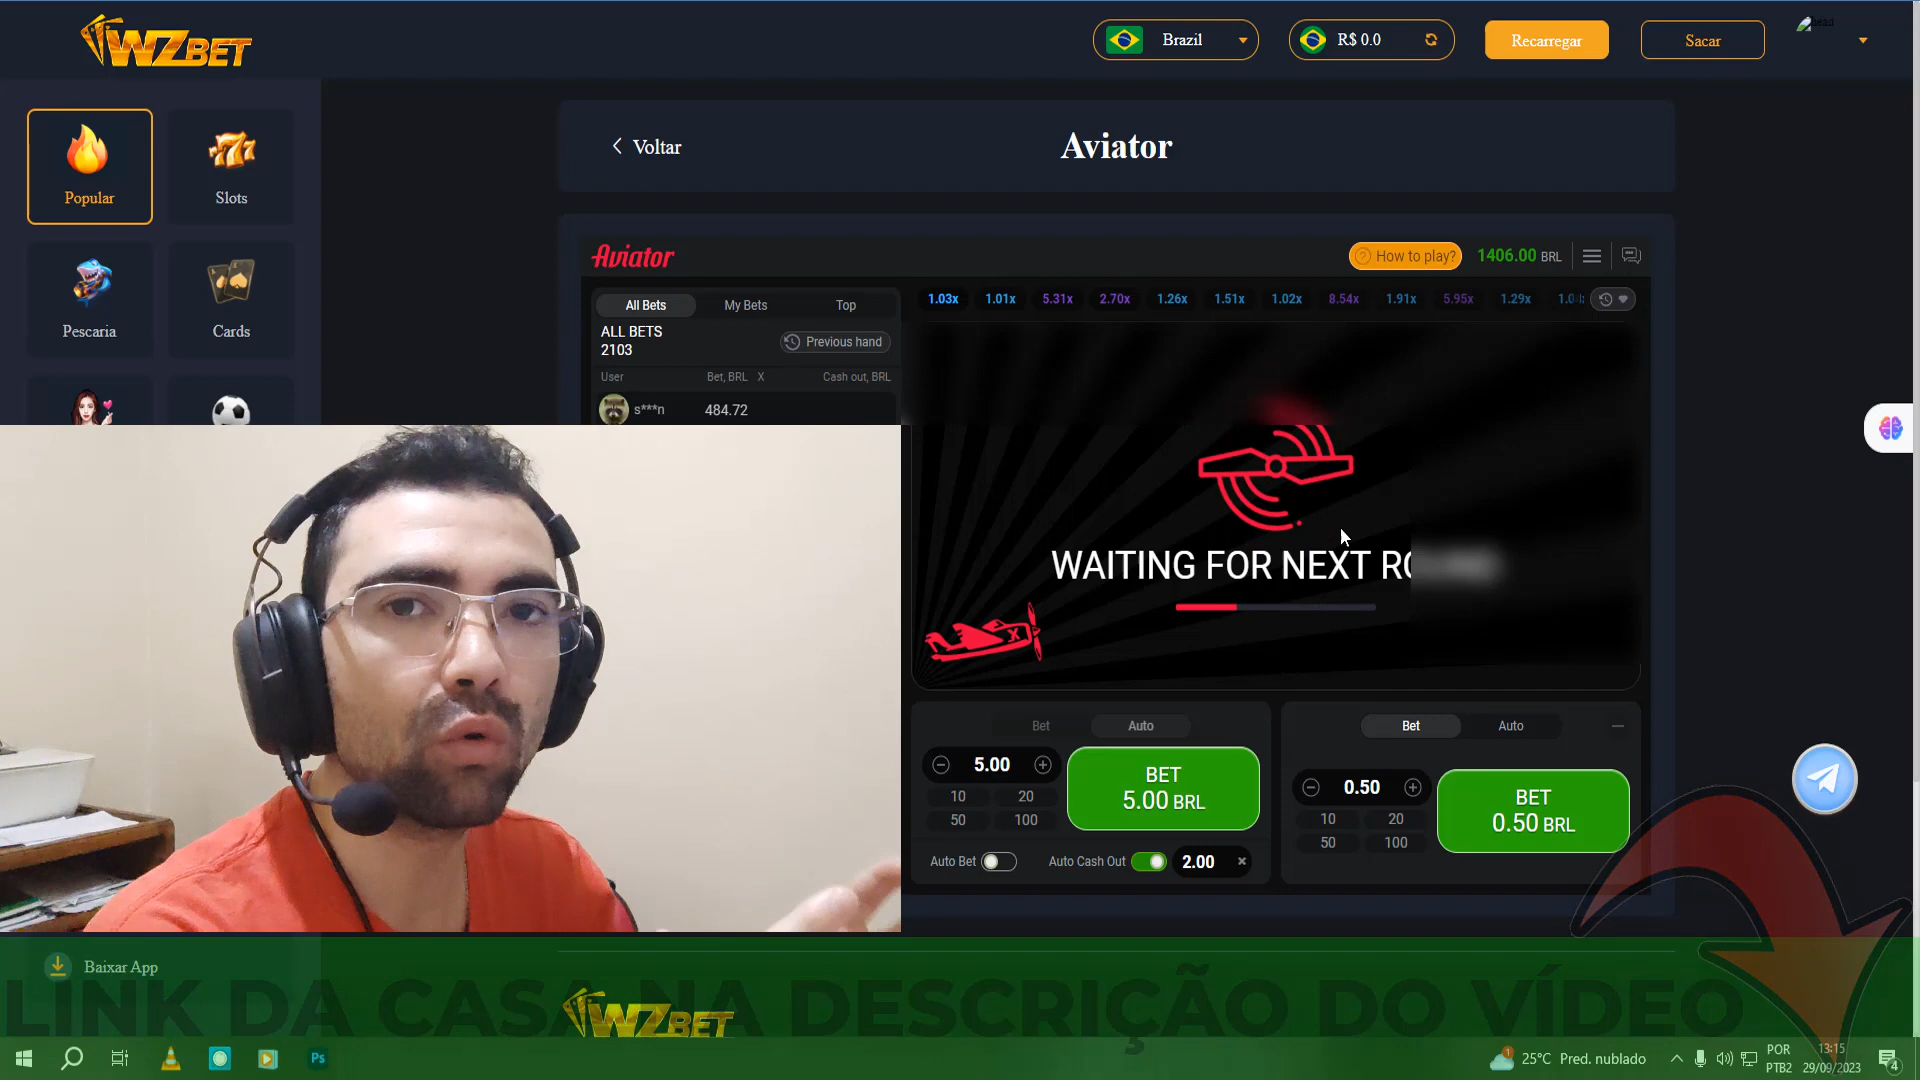 WZBET
Brazil
R$ 0.0
Recarregar
Sacar
Popular
Slots
Pescaria
Cards
Voltar
Aviator
Aviator
How to play?
1406.00 BRL
All Bets
My Bets
Top
1.03x
1.01x
5.31x
2.70x
1.26x
1.51x
1.02x
8.54x
1.91x
5.95x
1.29x
ALL BETS
2103
Previous hand
User
Bet, BRL
X
Cash out, BRL
s***n
484.72
WAITING FOR NEXT
X
Bet
Auto
5.00
10
20
50
100
BET
5.00 BRL
Auto Bet
Auto Cash Out
2.00
Bet
Auto
0.50
10
20
50
100
BET
0.50 BRL
Baixar App
LINK DA CASA NA DESCRIÇÃO DO VÍDEO
WZBET
Ps
1
25°C Pred. nublado
POR
PTB2
13:15
29/09/2023
4